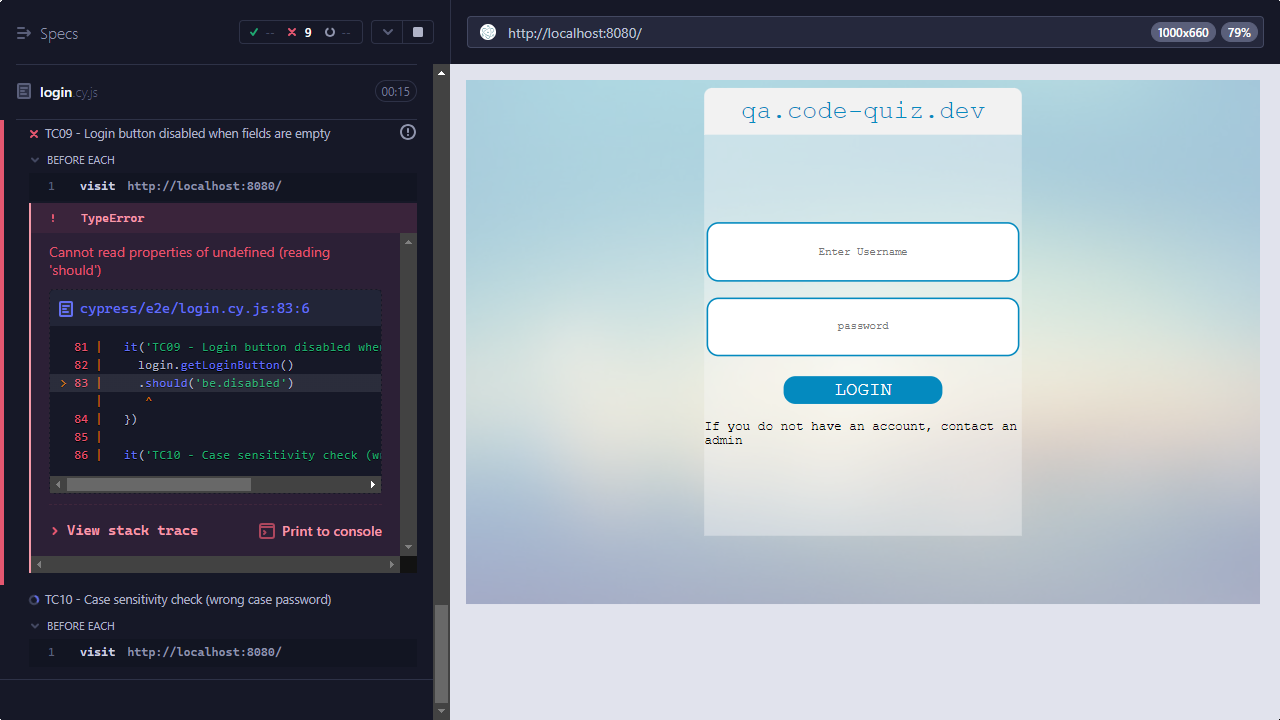 Specs
-- 9 --
login.cy.js 00:15
TC09 - Login button disabled when fields are empty
BEFORE EACH
1 visit http://localhost:8080/
! TypeError
Cannot read properties of undefined (reading
'should')
cypress/e2e/login.cy.js:83:6
81 | it('TC09 - Login button disabled whe
82 | login.getLoginButton()
> 83 | .should('be.disabled')
| ^
84 | })
85 |
86 | it('TC10 - Case sensitivity check (w
> View stack trace Print to console
TC10 - Case sensitivity check (wrong case password)
BEFORE EACH
1 visit http://localhost:8080/
http://localhost:8080/ 1000x660 79%
qa.code-quiz.dev
Enter Username
password
LOGIN
If you do not have an account, contact an
admin